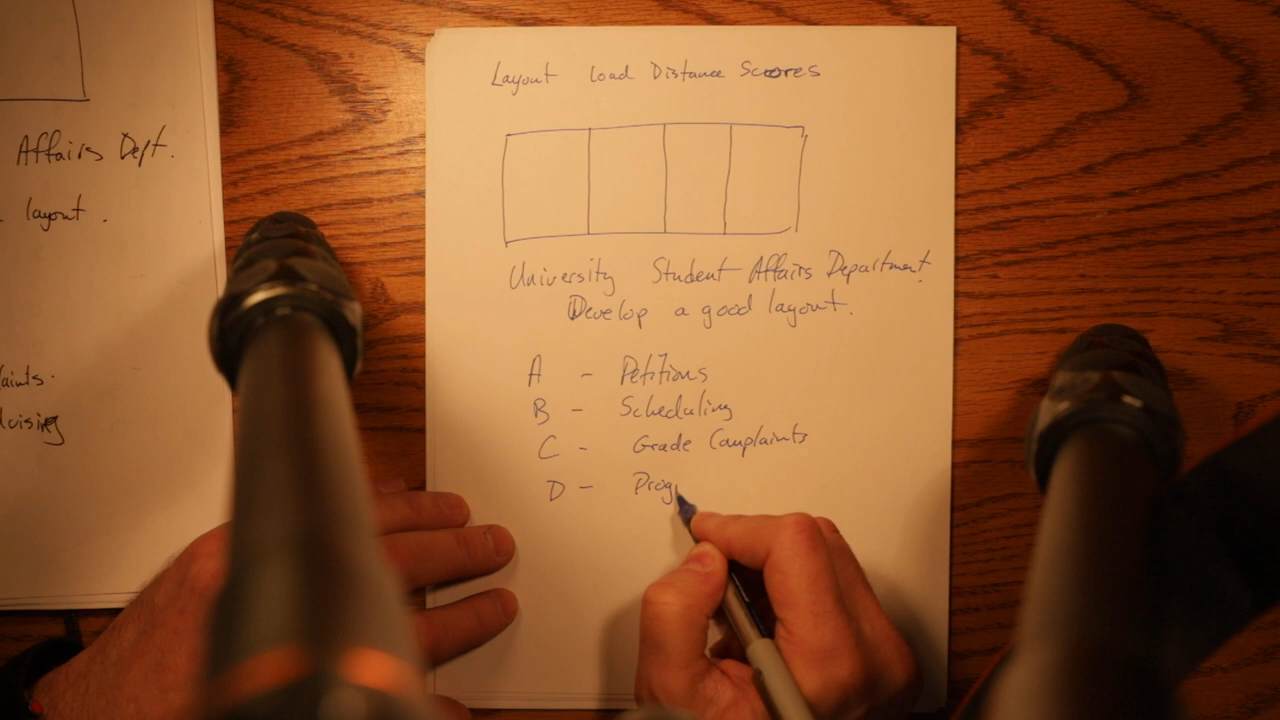 Affairs Dept.
layout.
aints.
Layout Load Distance Scores
University Student Affairs Department
Develop a good layout.
A - Petitions
B - Scheduling
C - Grade Complaints
D - Prog